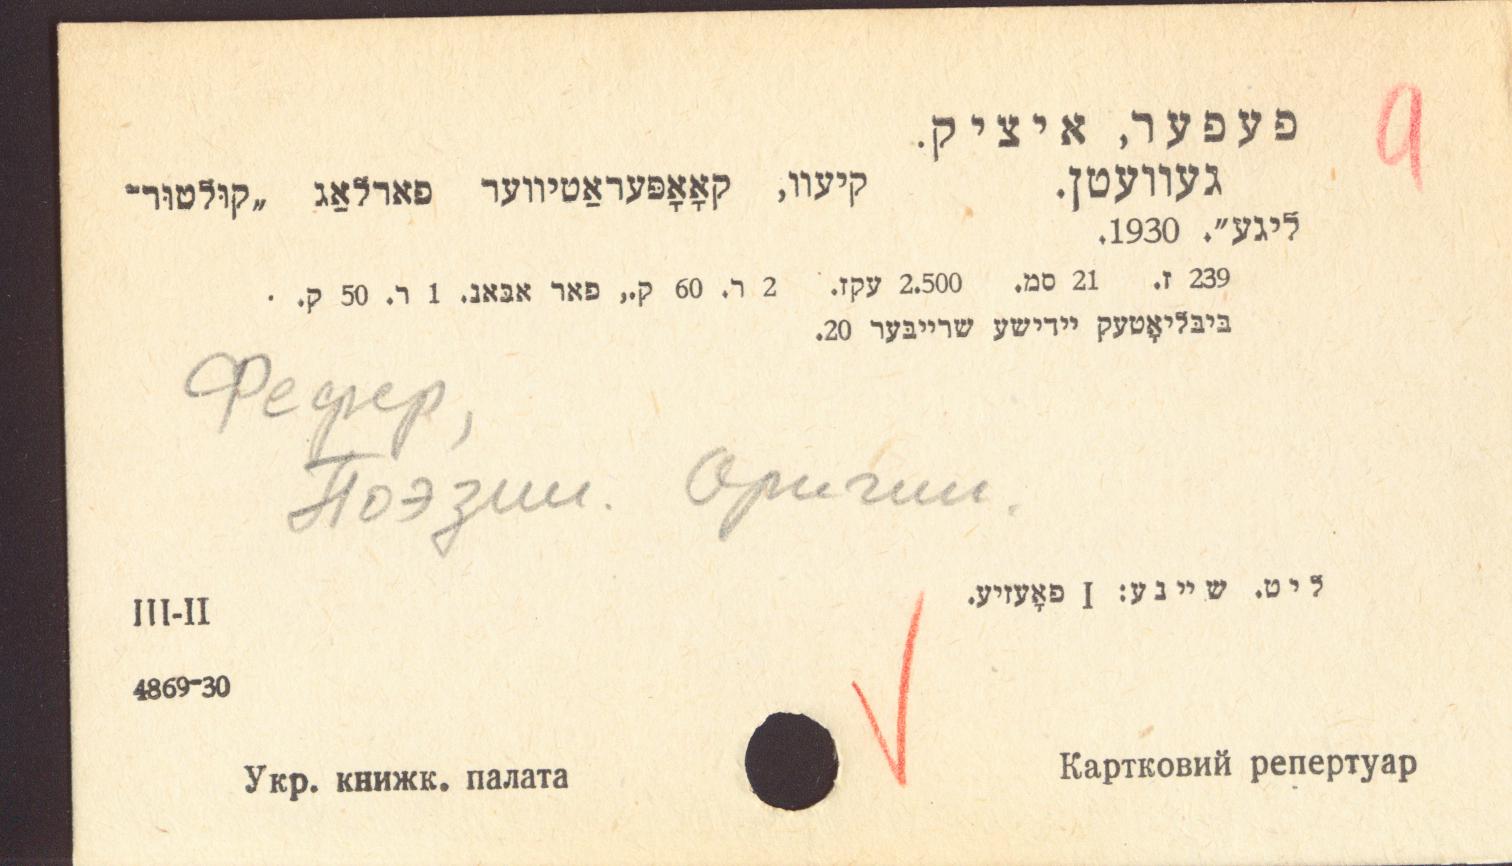 פעפער, איציק.
געוועטן. קיעוו, קאָאָפּעראַטיווער פארלאַג „קולטור־
ליגע״. 1930.
239 ז. 21 סמ. 2.500 עקז. 2 ר. 60 ק., פאר אבאנ. 1 ר. 50 ק.
ביבליאָטעק יידישע שרייבער 20.
Фефер,
Поэзии. Оригин.
ליט. שיינע: I פּאָעזיע.
III-II
4869-30
Укр. книжк. палата Картковий репертуар